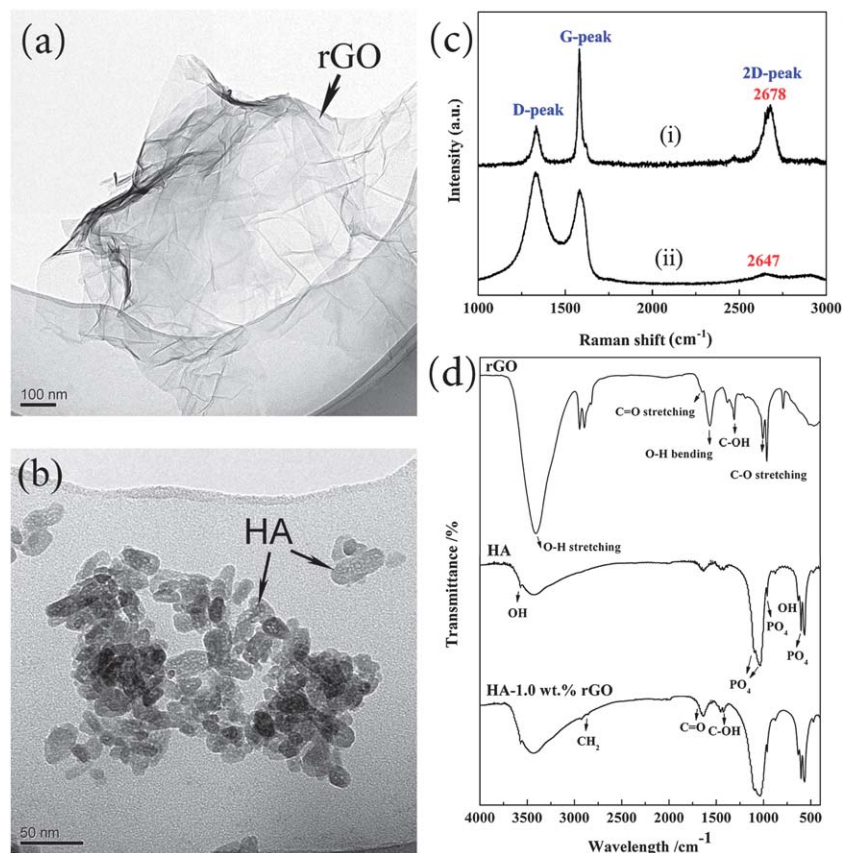 (a)
rGO
100 nm
(b)
HA
50 nm
(c)
G-peak
2D-peak
D-peak
2678
(i)
2647
(ii)
Intensity (a.u.)
1000 1500 2000 2500 3000
Raman shift (cm-1)
(d)
rGO
C=O stretching
C-OH
O-H bending
C-O stretching
O-H stretching
HA
OH
OH
PO4
PO4
PO4
HA-1.0 wt.% rGO
C=O
C-OH
CH2
Transmittance /%
4000 3500 3000 2500 2000 1500 1000 500
Wavelength /cm-1